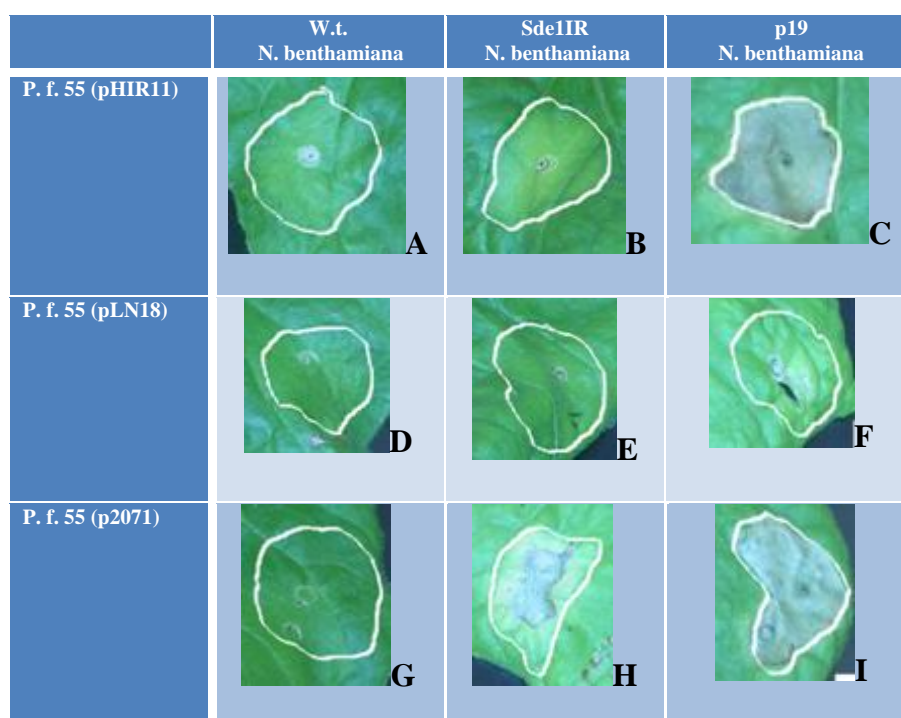 W.t.
N. benthamiana
Sde1IR
N. benthamiana
p19
N. benthamiana
P. f. 55 (pHIR11)
A
B
C
P. f. 55 (pLN18)
D
E
F
P. f. 55 (p2071)
G
H
I